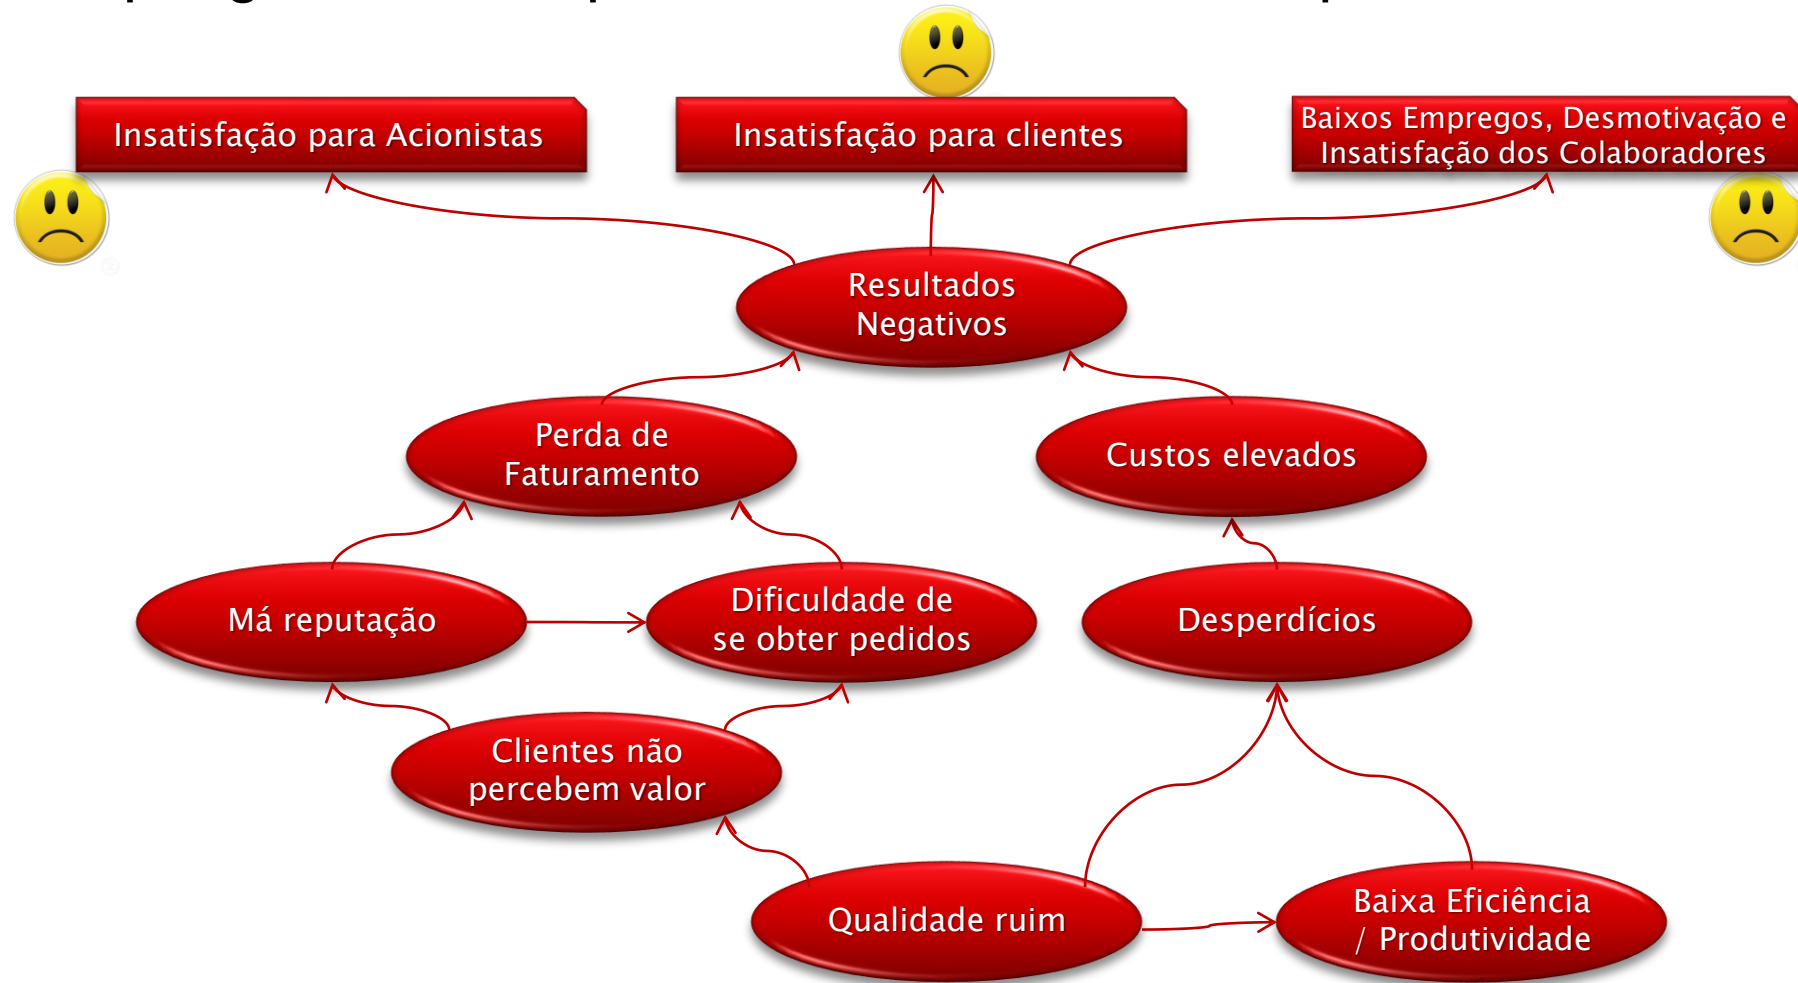 Insatisfação para Acionistas
Insatisfação para clientes
Baixos Empregos, Desmotivação e
Insatisfação dos Colaboradores
Resultados
Negativos
Perda de
Faturamento
Custos elevados
Má reputação
Dificuldade de
se obter pedidos
Desperdícios
Clientes não
percebem valor
Qualidade ruim
Baixa Eficiência
/ Produtividade